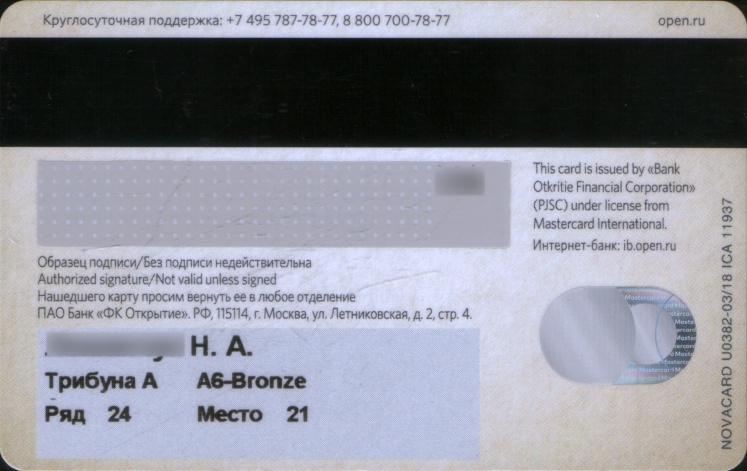 Круглосуточная поддержка: +7 495 787-78-77, 8 800 700-78-77
open.ru
This card is issued by «Bank
Otkritie Financial Corporation»
(PJSC) under license from
Mastercard International.
Интернет-банк: ib.open.ru
Образец подписи/Без подписи недействительна
Authorized signature/Not valid unless signed
Нашедшего карту просим вернуть ее в любое отделение
ПАО Банк «ФК Открытие». РФ, 115114, г. Москва, ул. Летниковская, д. 2, стр. 4.
Н. А.
Трибуна А А6-Bronze
Ряд 24 Место 21
NOVACARD U0382-03/18 ICA 11937